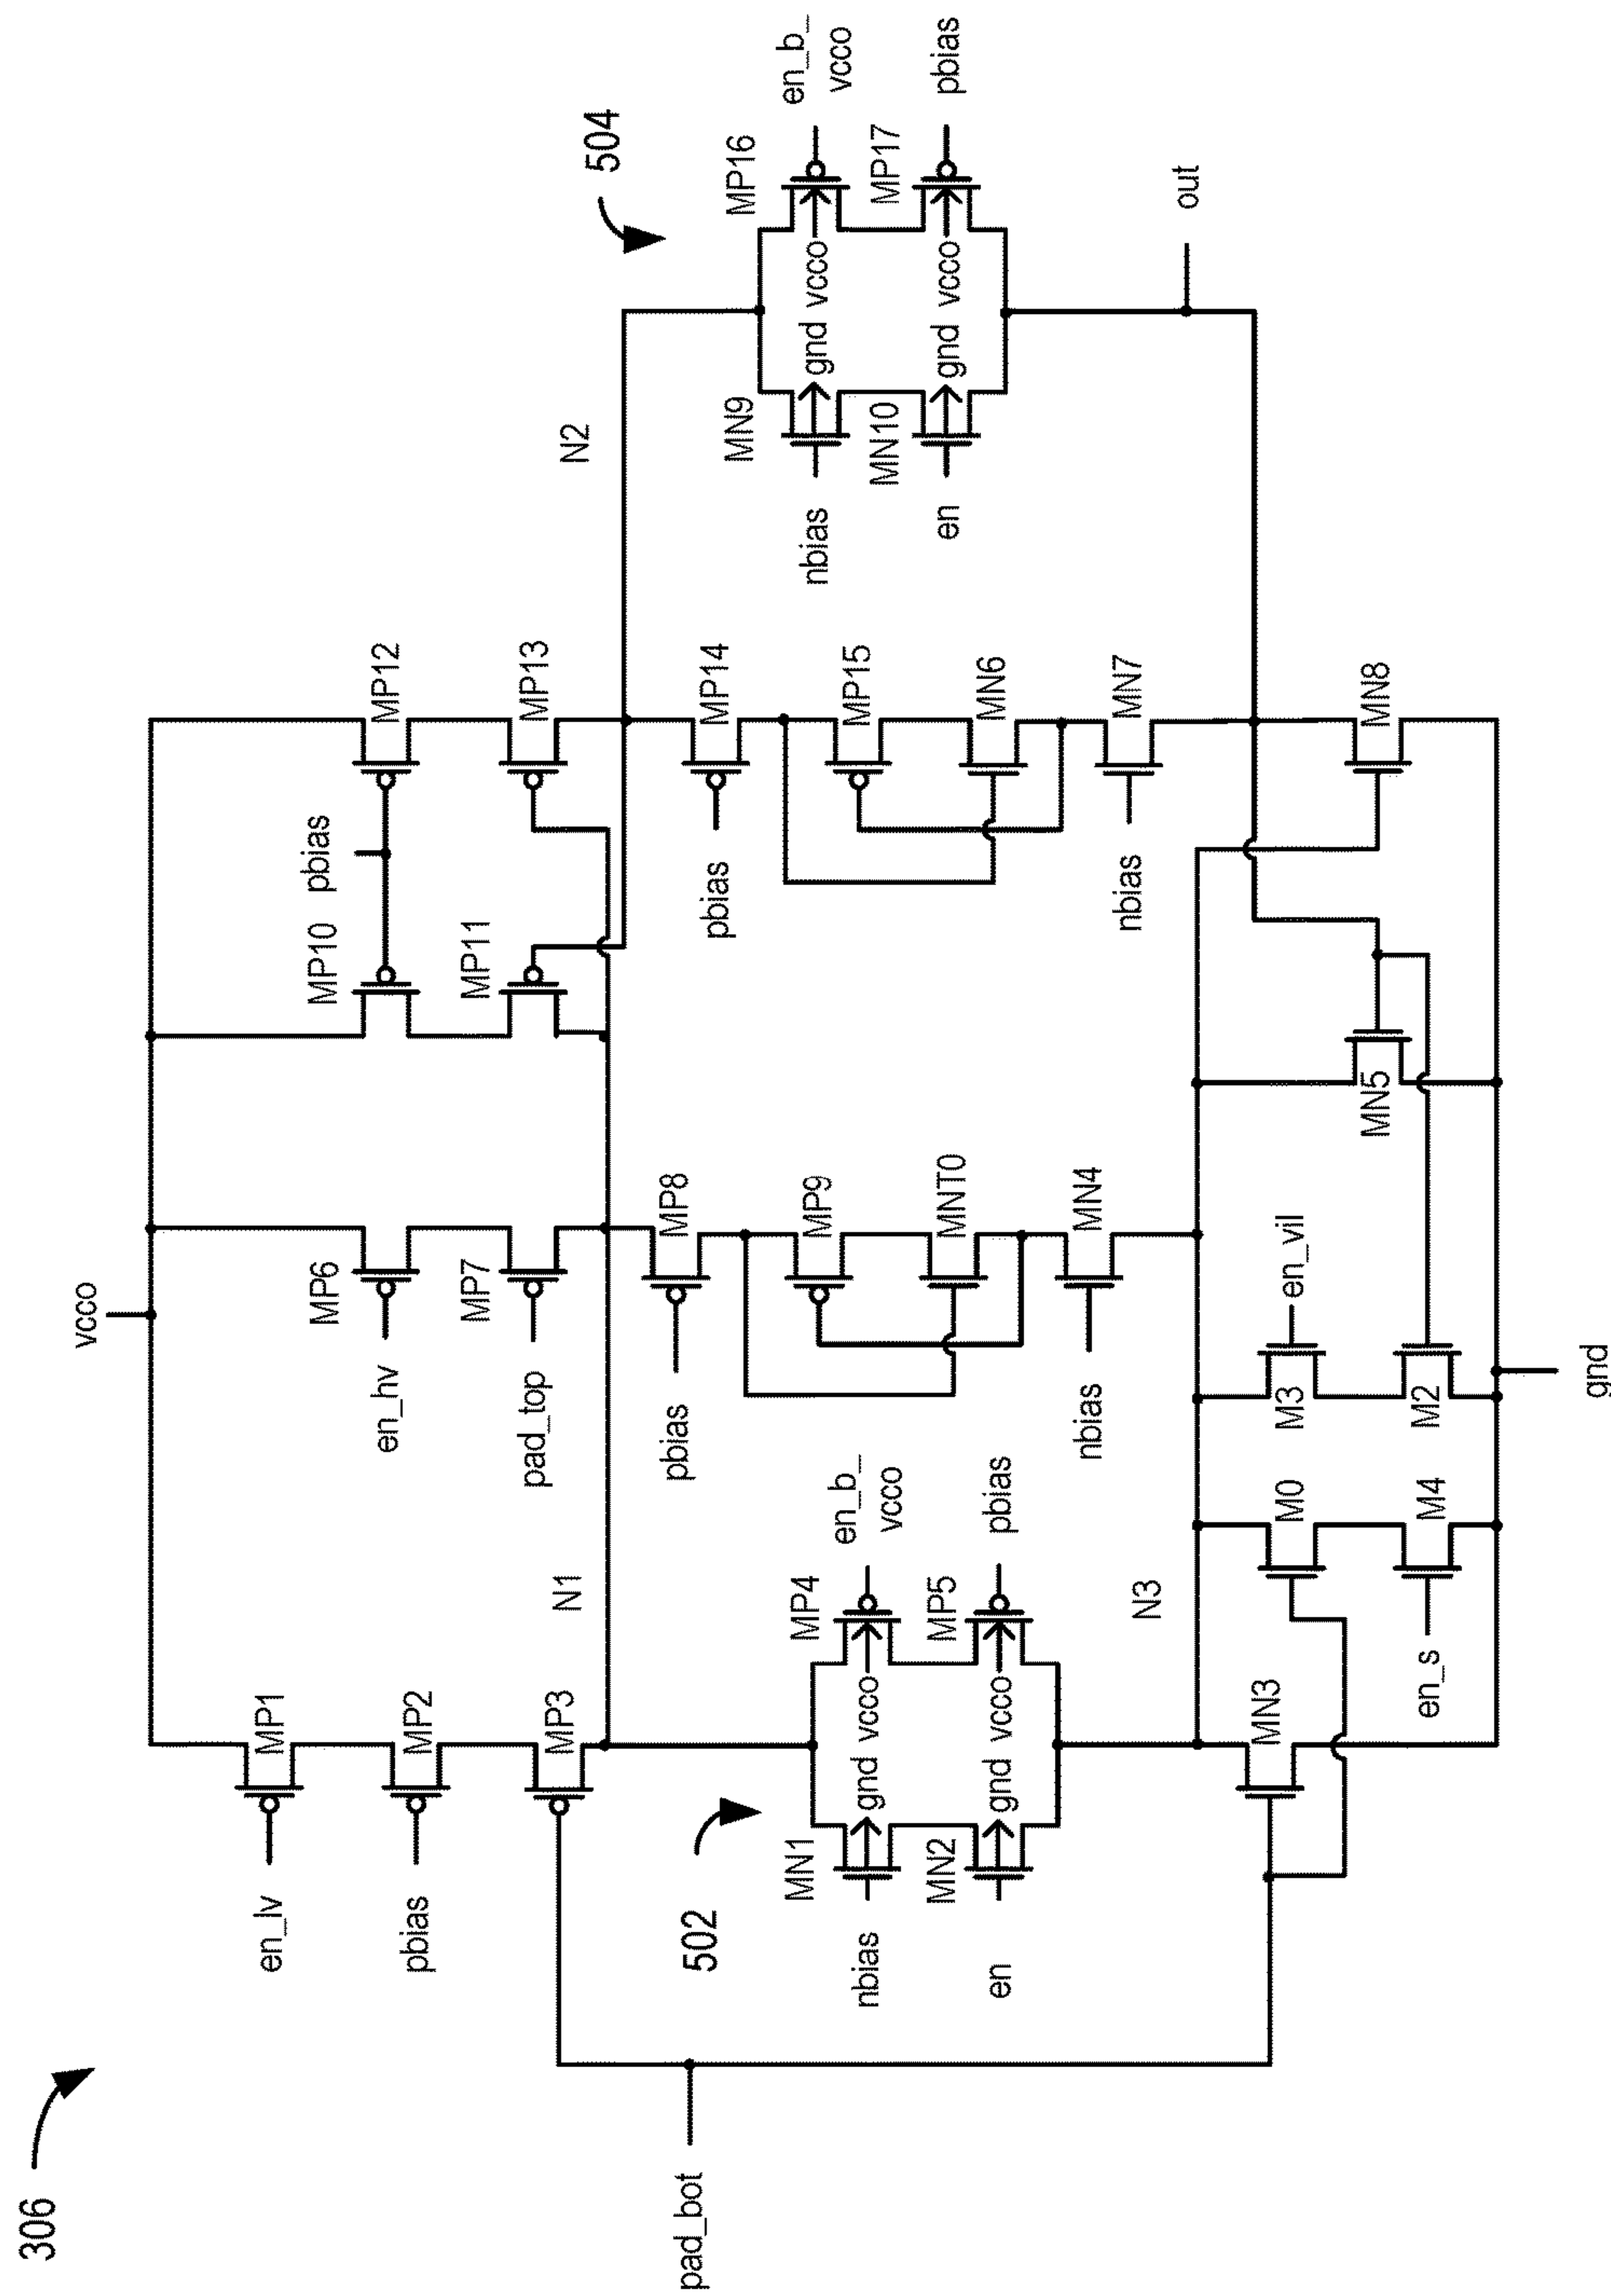 306
vcco
en_lv
MP1
MP6
MP10
pbias
MP12
pbias
MP2
en_hv
MP7
MP11
MP13
MP3
pad_top
N1
N2
504
pad_bot
502
pbias
MP8
pbias
MP14
MN1
MP4
MN9
MP16
nbias
gnd vcco
en_b_
vcco
MP9
nbias
gnd vcco
en_b_
vcco
MP15
MN2
MP5
MNT0
MN10
MP17
en
gnd vcco
pbias
MN6
en
gnd vcco
pbias
nbias
MN4
nbias
MN7
N3
out
MN3
M0
M3
en_vil
MN5
MN8
en_s
M4
M2
gnd